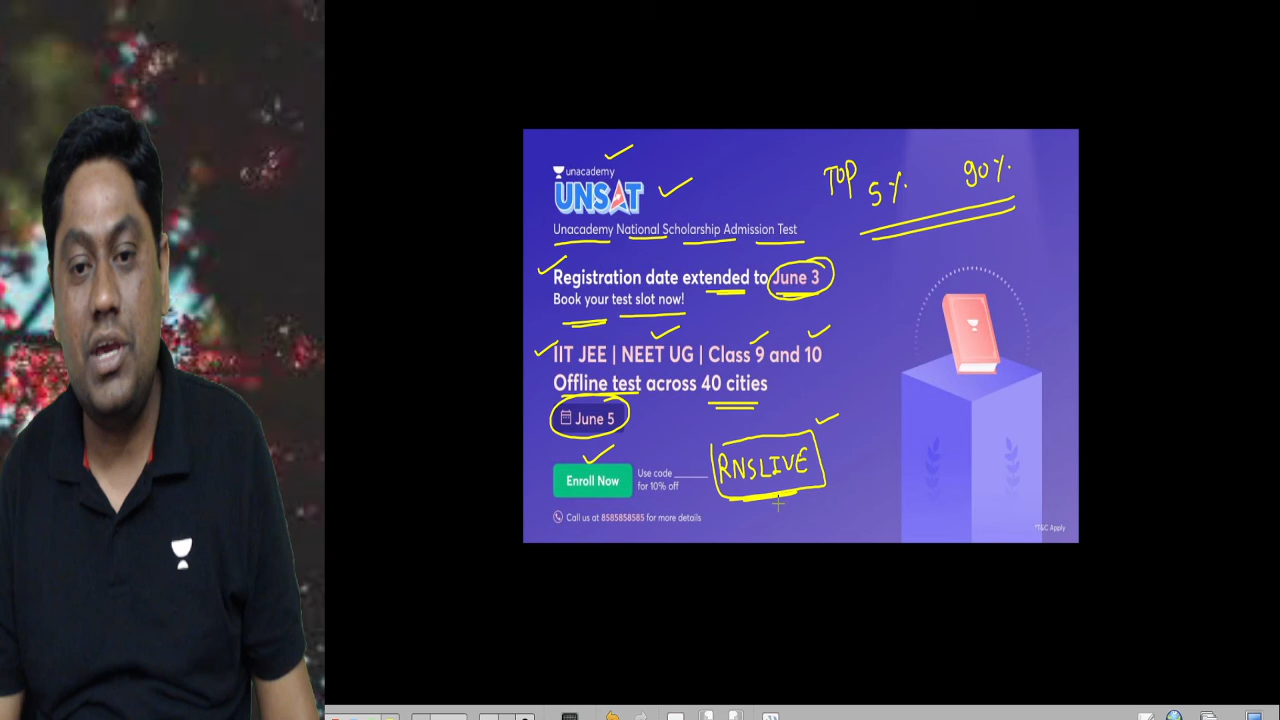 unacademy
UNSAT
Unacademy National Scholarship Admission Test
TOP 5%. 90%.
Registration date extended to June 3
Book your test slot now!
IIT JEE | NEET UG | Class 9 and 10
Offline test across 40 cities
June 5
RNSLIVE
Enroll Now
Use code ______
for 10% off
Call us at 8585858585 for more details
*T&C Apply